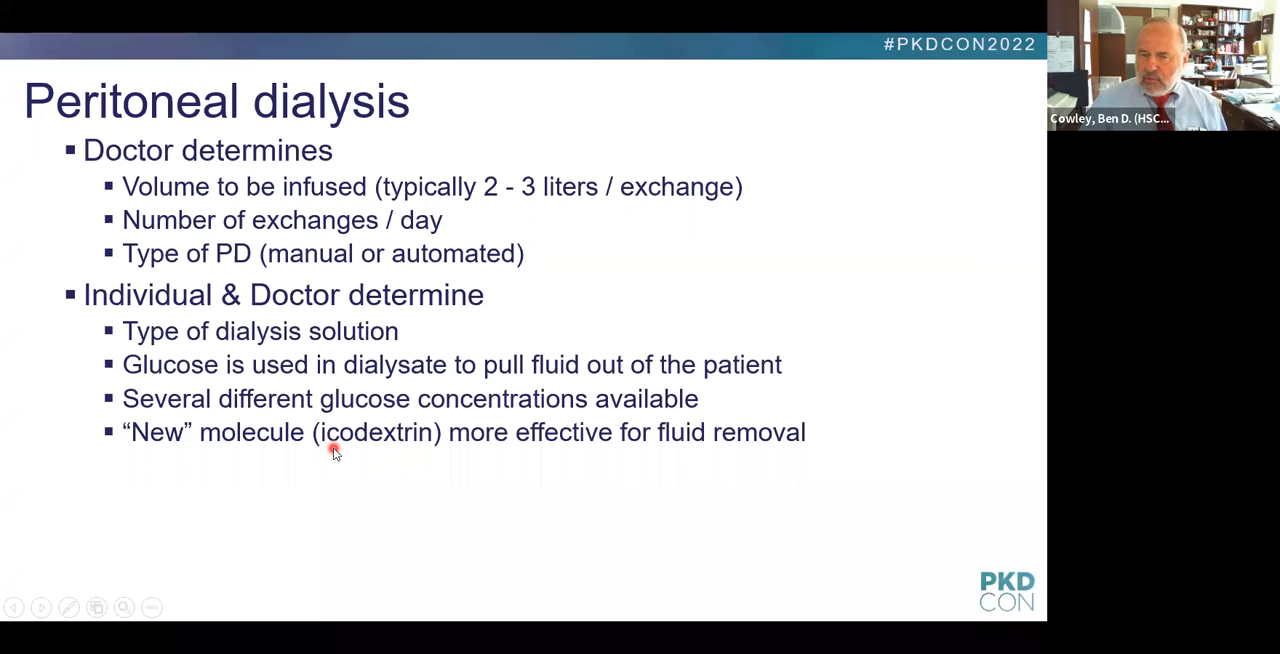 #PKDCON2022
Peritoneal dialysis
Doctor determines
Volume to be infused (typically 2 - 3 liters / exchange)
Number of exchanges / day
Type of PD (manual or automated)
Individual & Doctor determine
Type of dialysis solution
Glucose is used in dialysate to pull fluid out of the patient
Several different glucose concentrations available
“New” molecule (icodextrin) more effective for fluid removal
PKD
CON
Cowley, Ben D. (HSC...